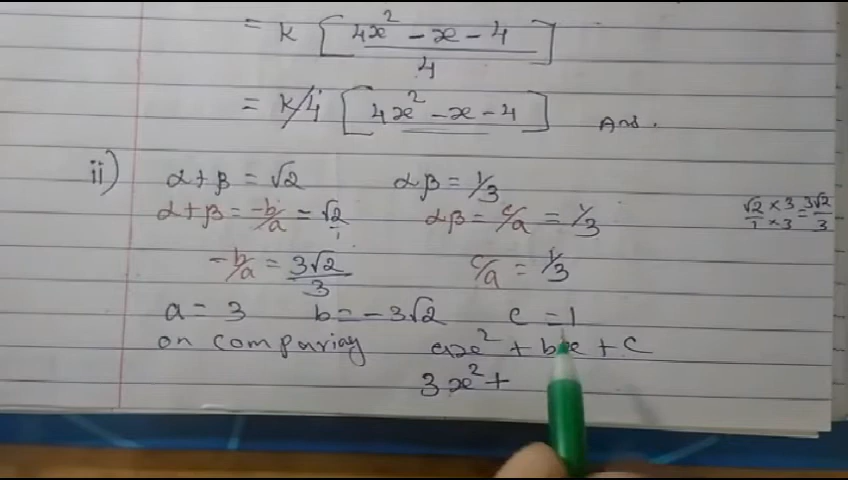 = k [ 4x² - x - 4 / 4 ]
= k/4 [ 4x² - x - 4 ] Ans.
ii) α + β = √2 αβ = 1/3
α + β = -b/a = √2/1 αβ = c/a = 1/3 √2/1 × 3/3 = 3√2/3
-b/a = 3√2/3 c/a = 1/3
a = 3 b = -3√2 c = 1
on comparing ax² + bx + c
3x² +